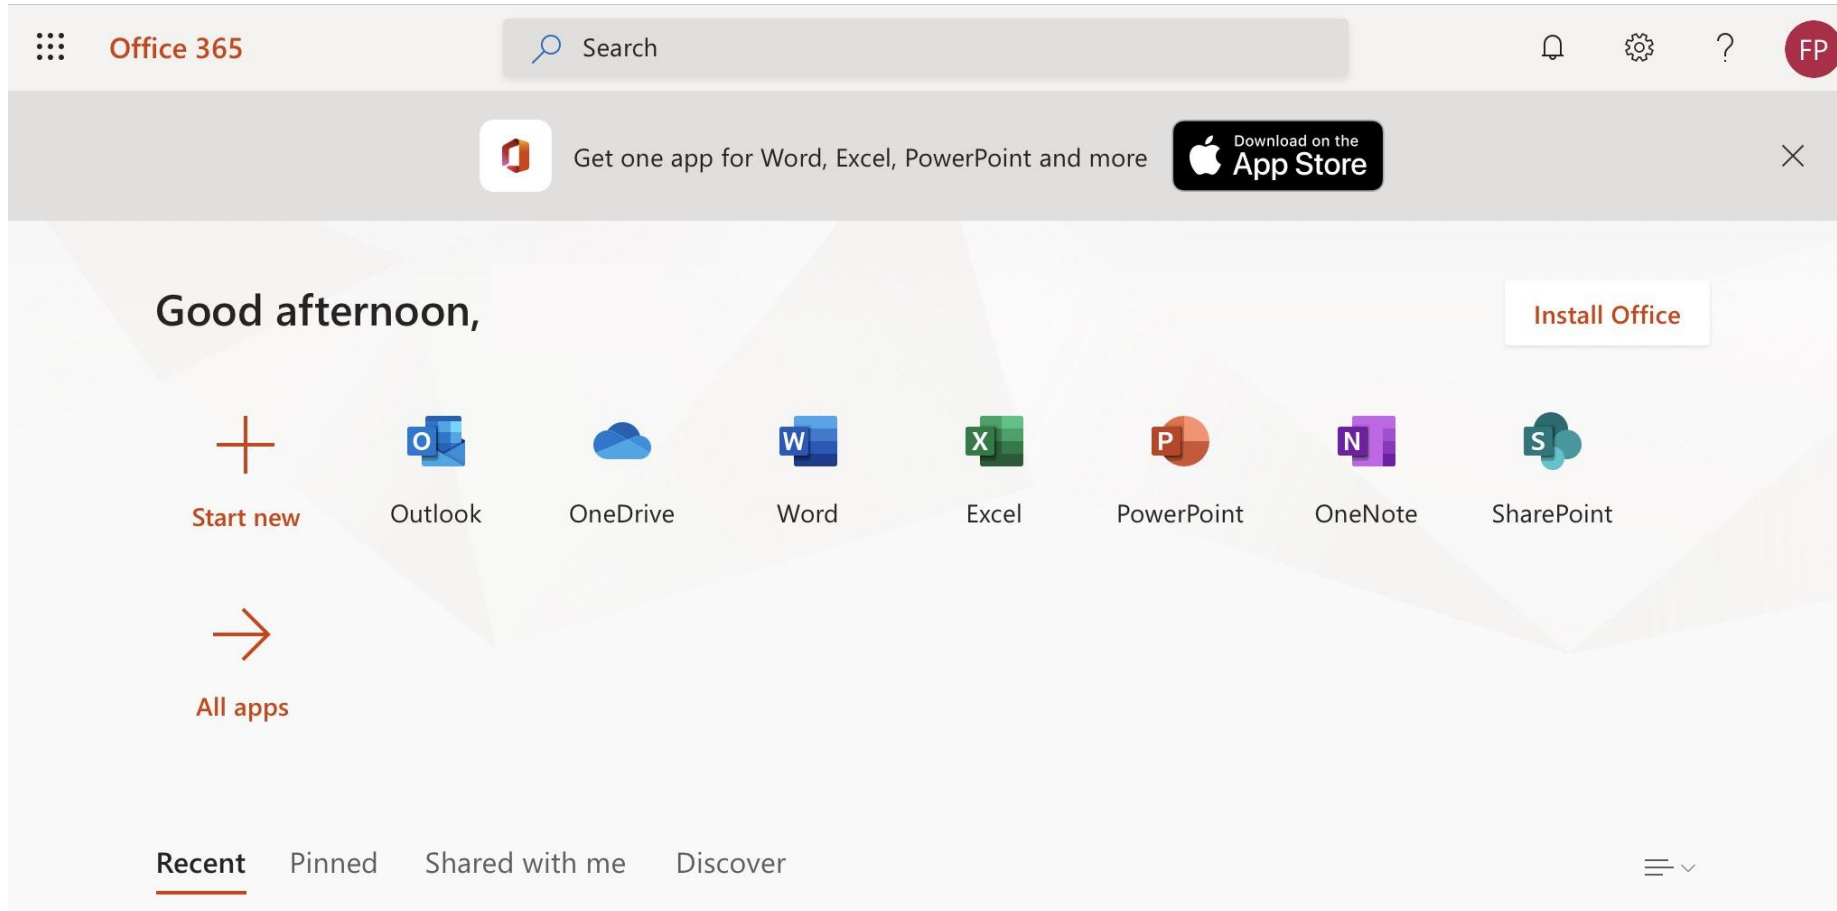 Office 365
Search
FP
Get one app for Word, Excel, PowerPoint and more
Download on the
App Store
Good afternoon,
Install Office
Start new
O
Outlook
OneDrive
W
Word
X
Excel
P
PowerPoint
N
OneNote
S
SharePoint
All apps
Recent Pinned Shared with me Discover